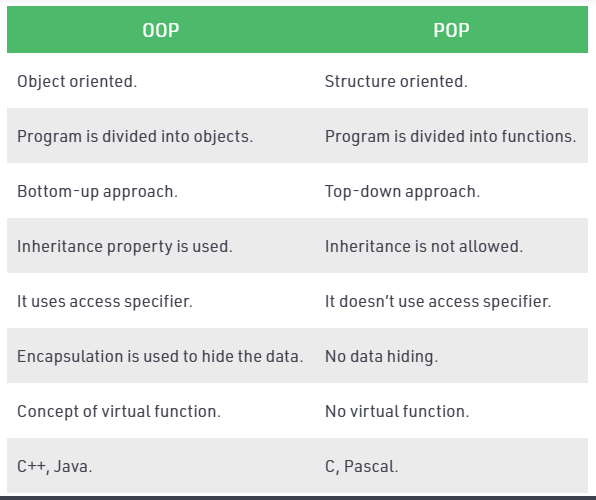 OOP POP
Object oriented. Structure oriented.
Program is divided into objects. Program is divided into functions.
Bottom-up approach. Top-down approach.
Inheritance property is used. Inheritance is not allowed.
It uses access specifier. It doesn’t use access specifier.
Encapsulation is used to hide the data. No data hiding.
Concept of virtual function. No virtual function.
C++, Java. C, Pascal.